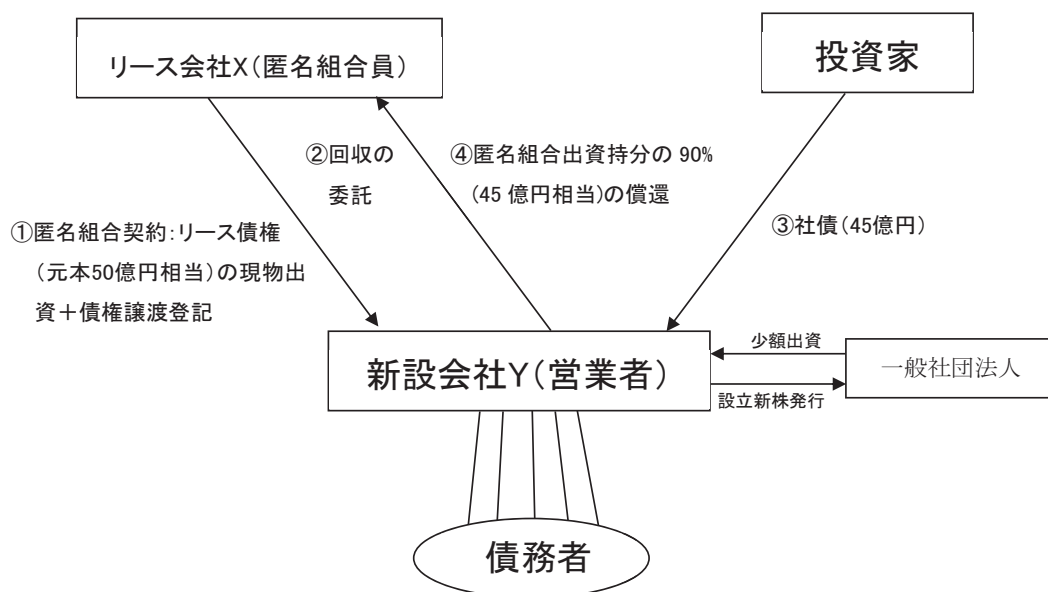 リース会社X(匿名組合員)
投資家
②回収の
委託
④匿名組合出資持分の 90%
(45 億円相当)の償還
①匿名組合契約:リース債権
(元本50億円相当)の現物出
資+債権譲渡登記
③社債(45億円)
新設会社Y(営業者)
少額出資
設立新株発行
一般社団法人
債務者